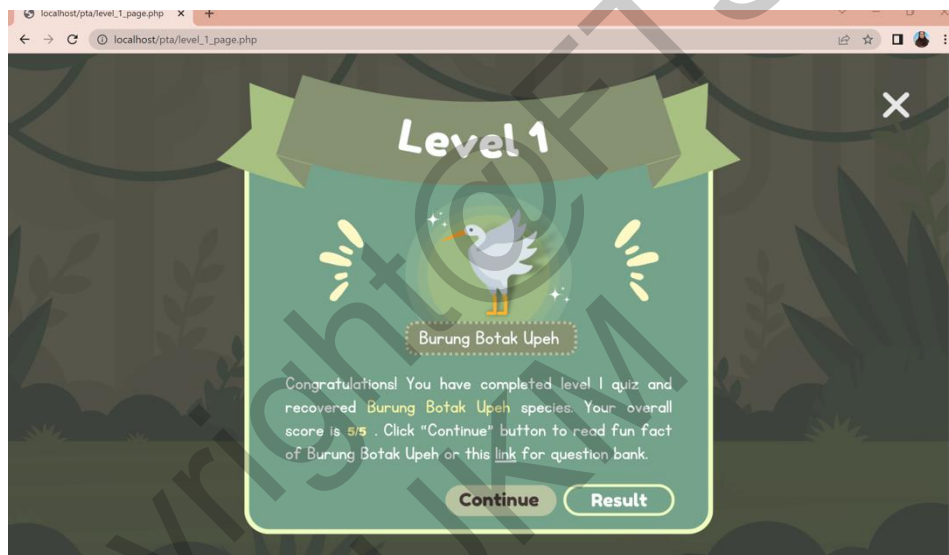 localhost/pta/level_1_page.php
localhost/pta/level_1_page.php
Level 1
Burung Botak Upeh
Congratulations! You have completed level 1 quiz and
recovered Burung Botak Upeh species. Your overall
score is 5/5 . Click "Continue" button to read fun fact
of Burung Botak Upeh or this link for question bank.
Continue
Result